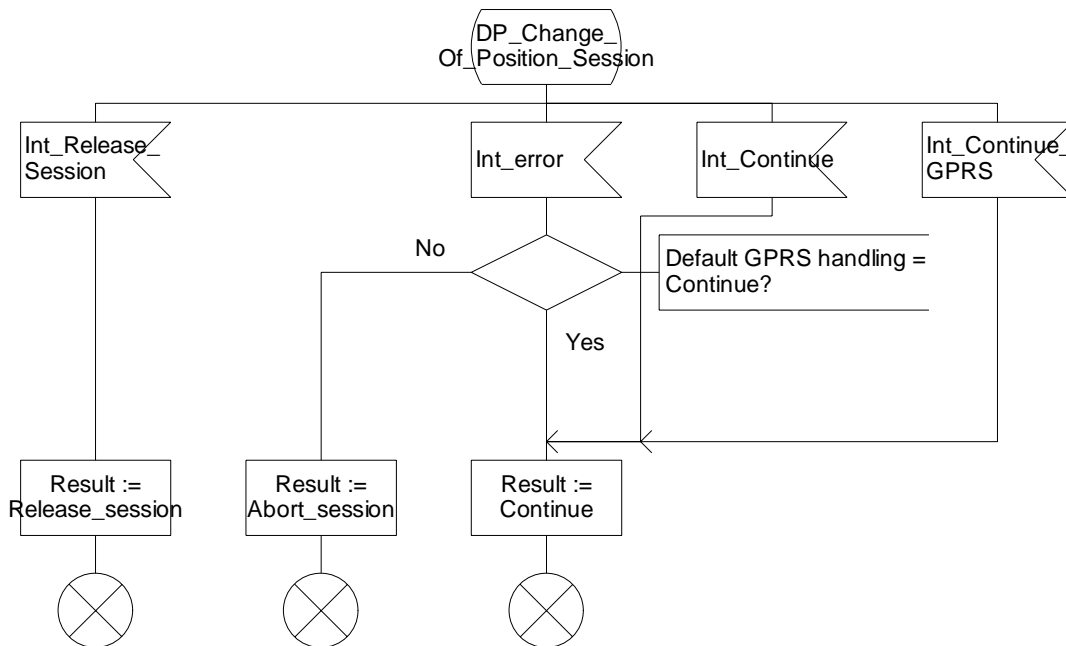 DP_Change_
Of_Position_Session
Int_Release_
Session
Int_error
Int_Continue
Int_Continue_
GPRS
No
Default GPRS handling =
Continue?
Yes
Result :=
Release_session
Result :=
Abort_session
Result :=
Continue